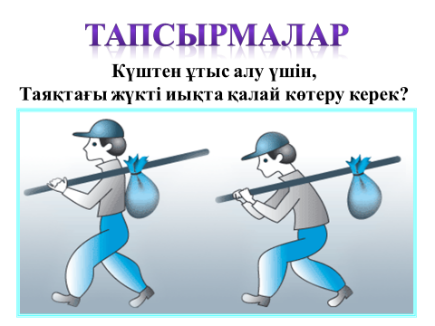 ТАПСЫРМАЛАР
Күштен ұтыс алу үшін,
Таяқтағы жүкті иықта қалай көтеру керек?